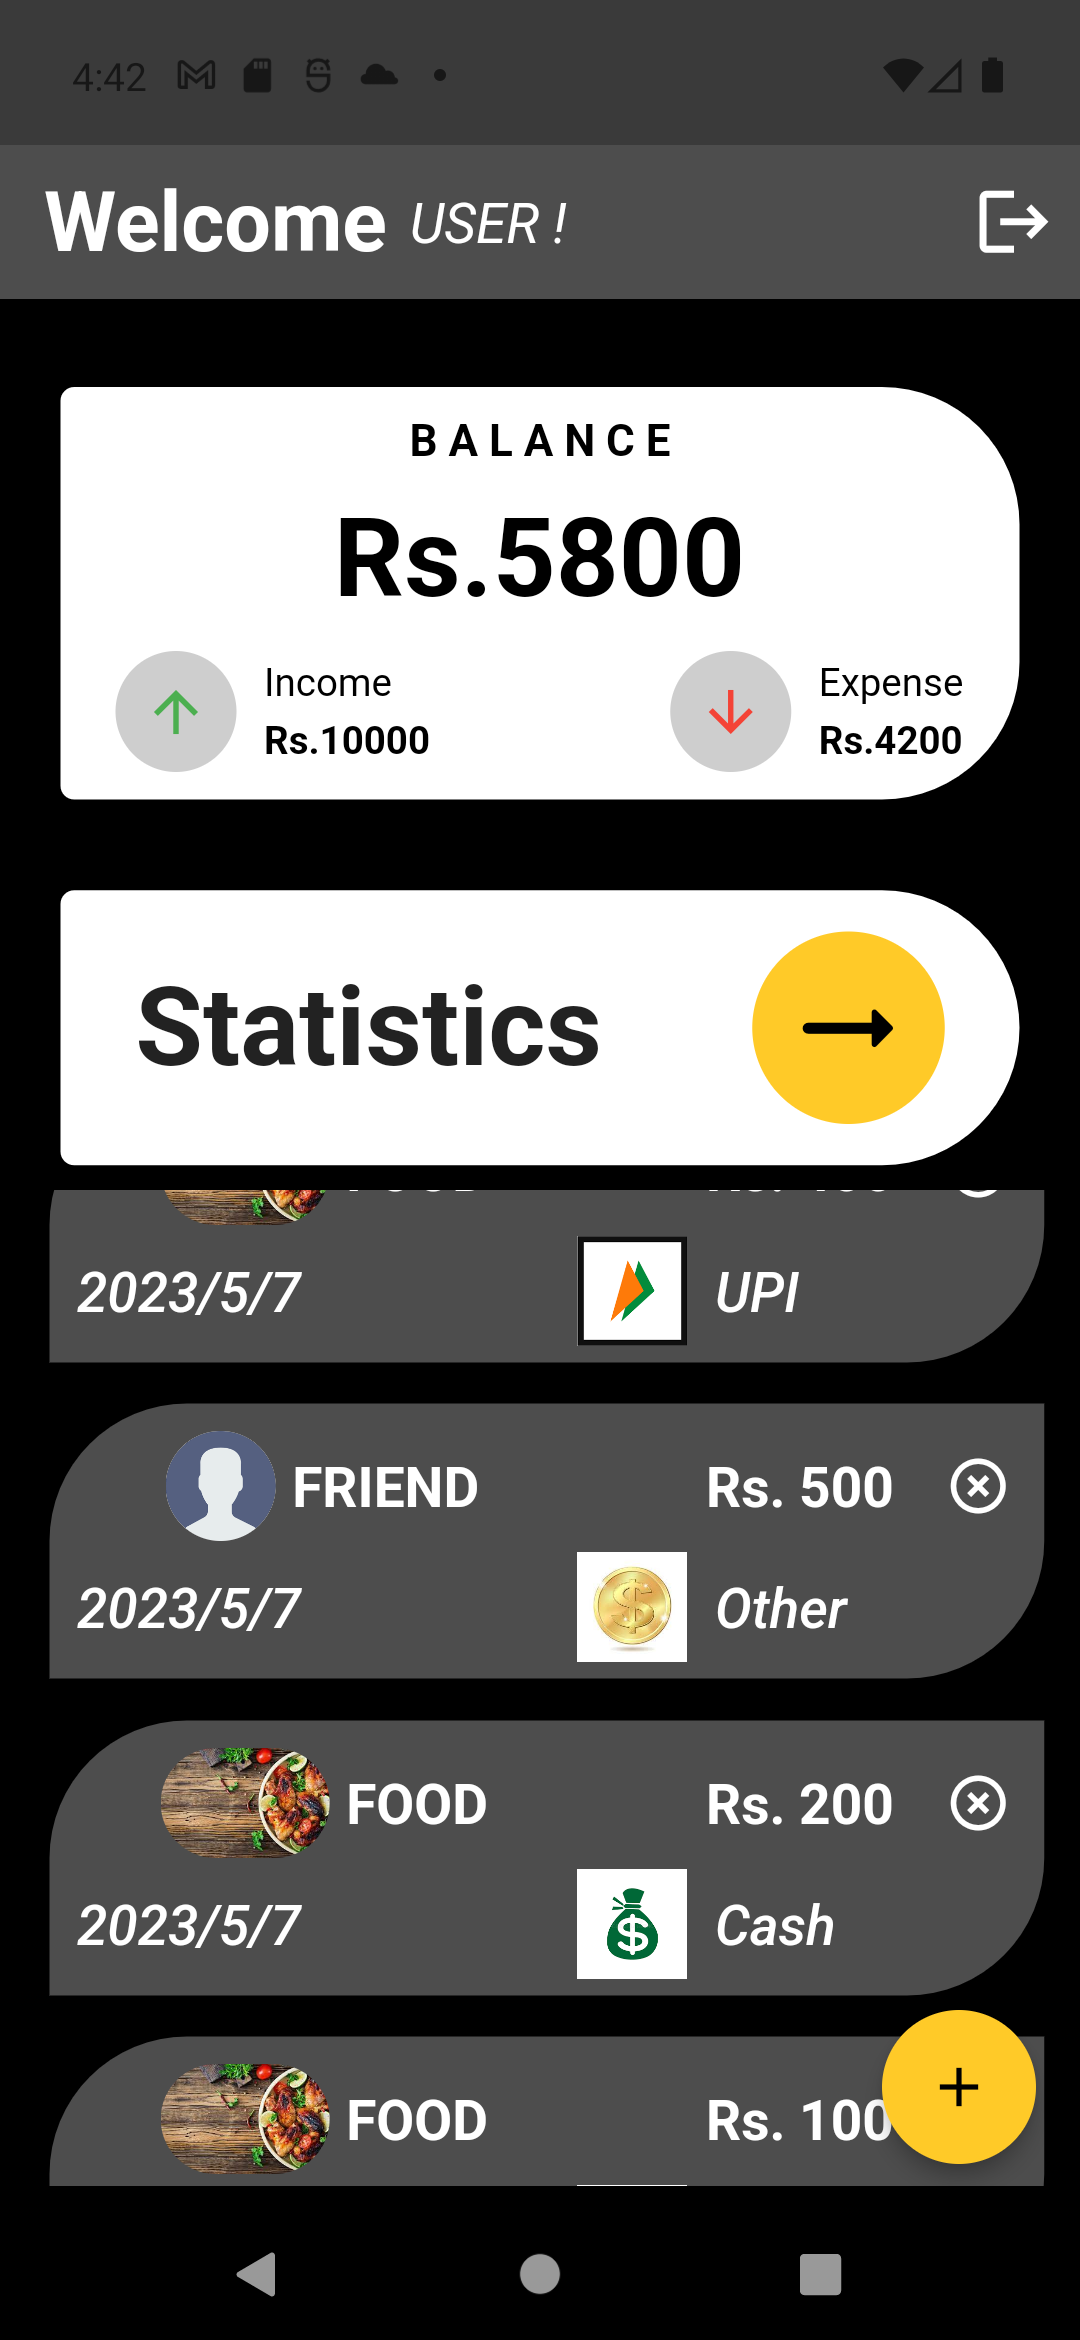 4:42
Welcome USER !
BALANCE
Rs.5800
Income
Rs.10000
Expense
Rs.4200
Statistics
2023/5/7 UPI
FRIEND Rs. 500
2023/5/7 Other
FOOD Rs. 200
2023/5/7 Cash
FOOD Rs. 100